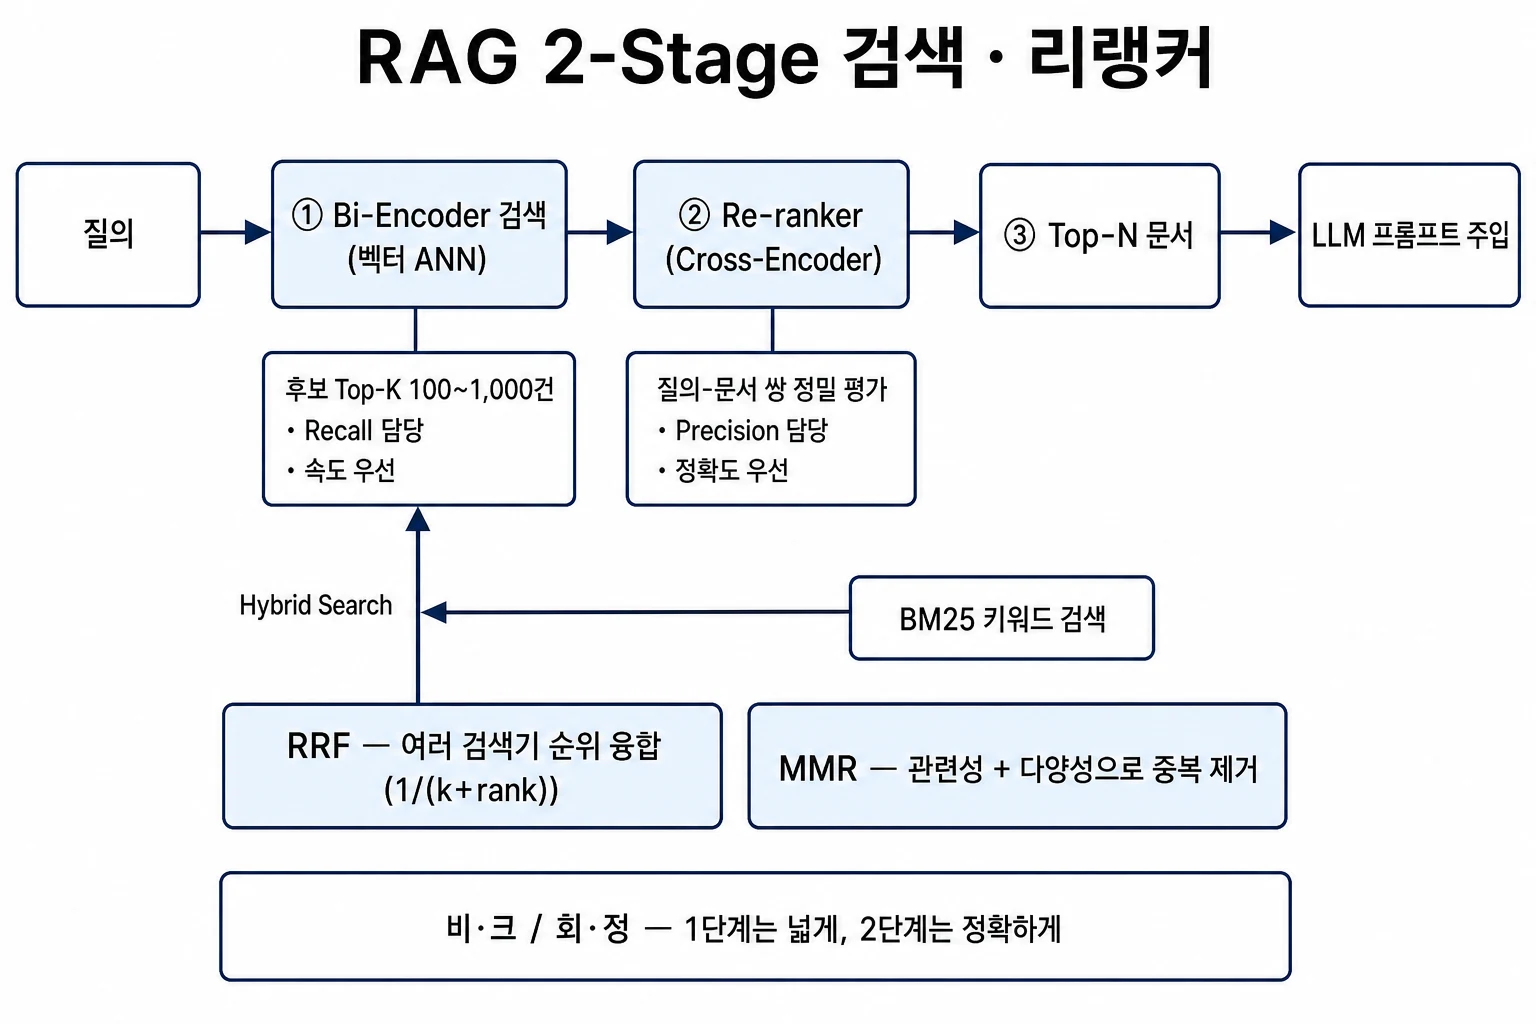 RAG 2-Stage 검색 · 리랭커
질의
① Bi-Encoder 검색
(벡터 ANN)
② Re-ranker
(Cross-Encoder)
③ Top-N 문서
LLM 프롬프트 주입
후보 Top-K 100~1,000건
• Recall 담당
• 속도 우선
질의-문서 쌍 정밀 평가
• Precision 담당
• 정확도 우선
Hybrid Search
BM25 키워드 검색
RRF — 여러 검색기 순위 융합
(1/(k+rank))
MMR — 관련성 + 다양성으로 중복 제거
비·크 / 회·정 — 1단계는 넓게, 2단계는 정확하게